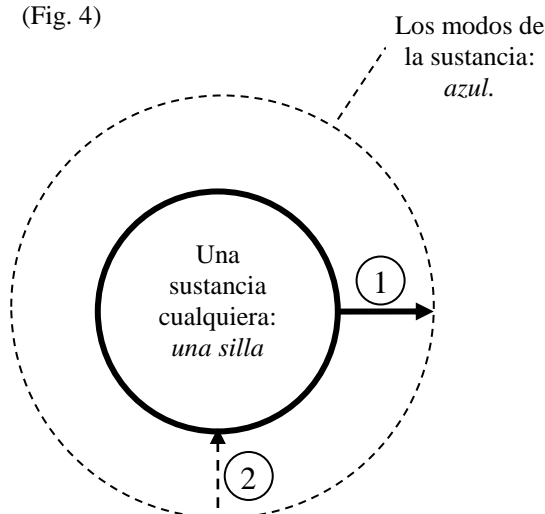 (Fig. 4)
Los modos de
la sustancia:
azul.
Una
sustancia
cualquiera:
una silla
1
2